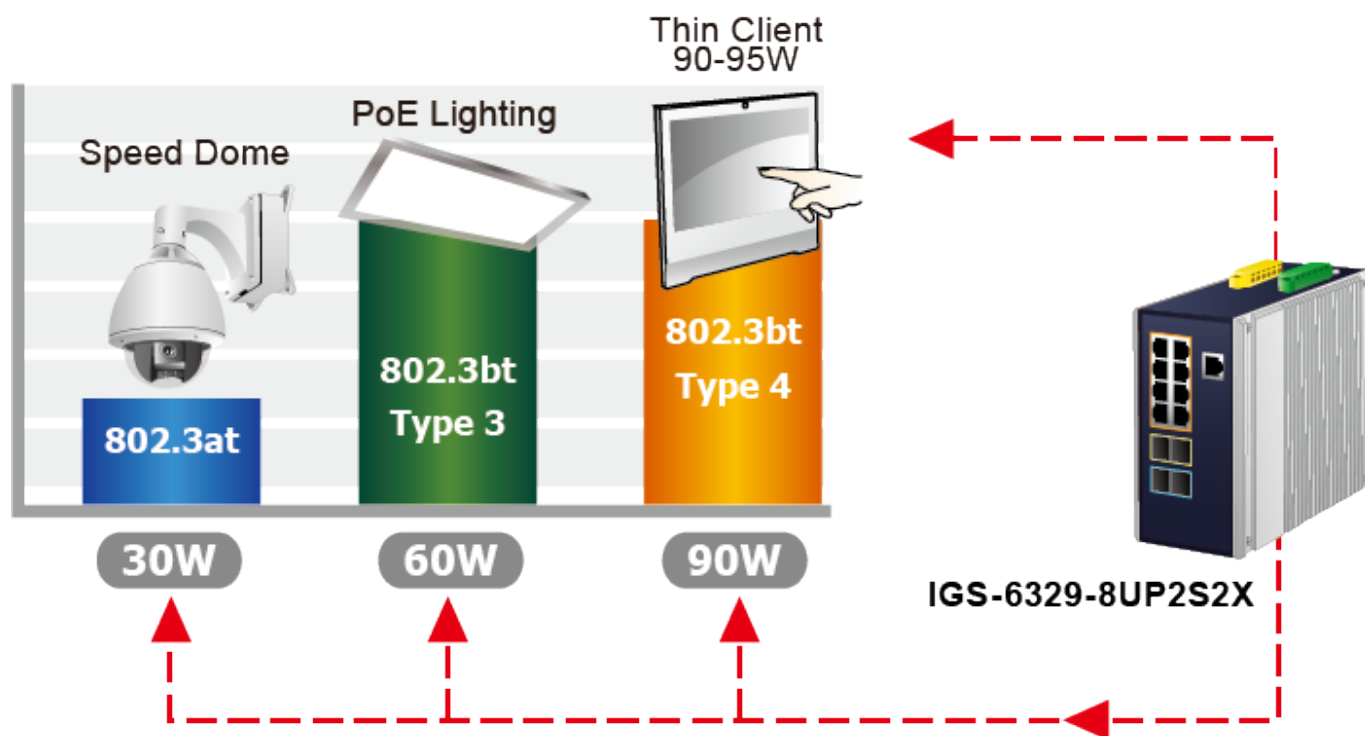 Thin Client
90-95W
PoE Lighting
Speed Dome
802.3at
802.3bt
Type 3
802.3bt
Type 4
30W
60W
90W
IGS-6329-8UP2S2X